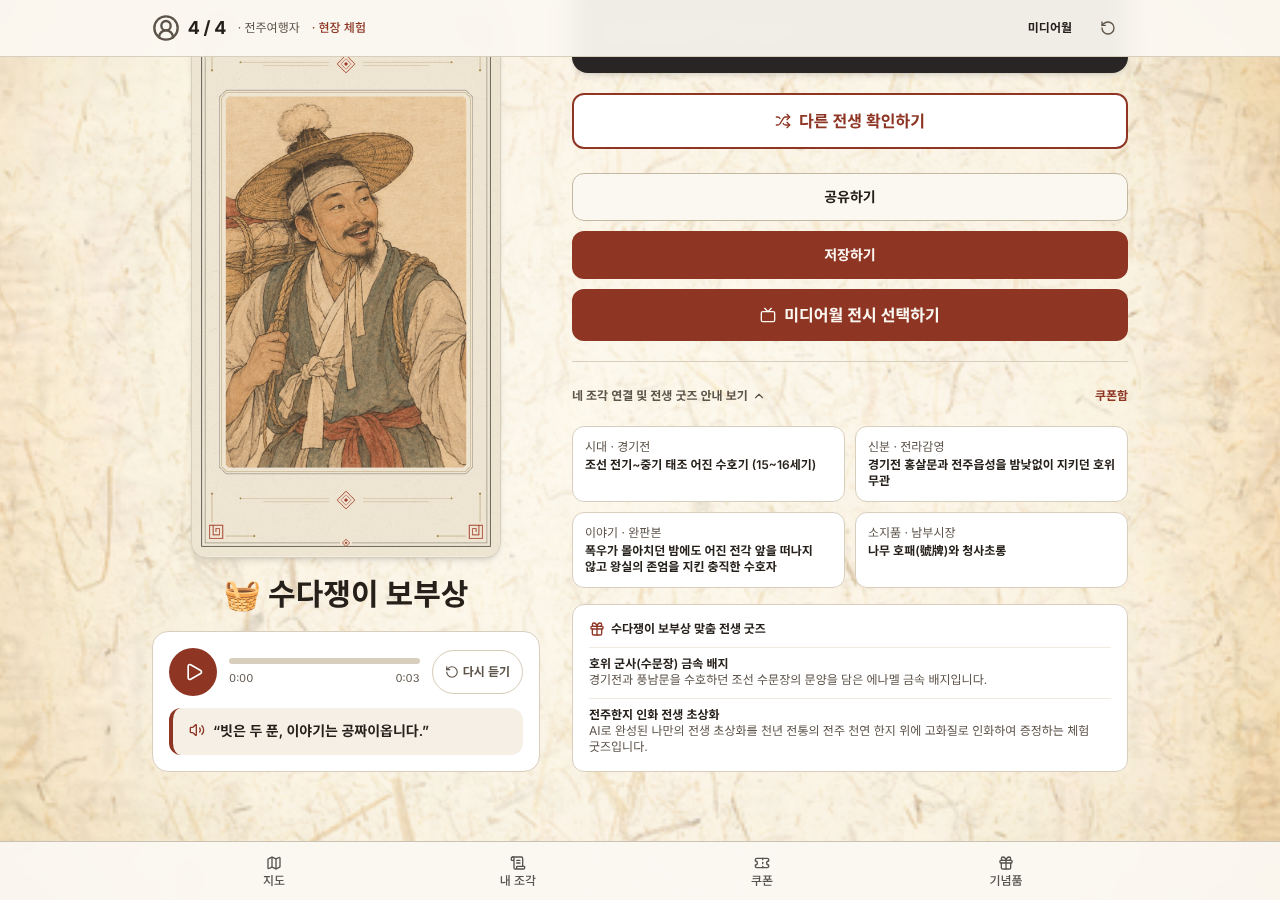 4 / 4 · 전주여행자 · 현장 체험
미디어월
다른 전생 확인하기
공유하기
저장하기
미디어월 전시 선택하기
네 조각 연결 및 전생 굿즈 안내 보기
쿠폰함
시대 · 경기전
조선 전기~중기 태조 어진 수호기 (15~16세기)
신분 · 전라감영
경기전 홍살문과 전주읍성을 밤낮없이 지키던 호위
무관
이야기 · 완판본
폭우가 몰아치던 밤에도 어진 전각 앞을 떠나지
않고 왕실의 존엄을 지킨 충직한 수호자
소지품 · 남부시장
나무 호패(號牌)와 청사초롱
수다쟁이 보부상 맞춤 전생 굿즈
호위 군사(수문장) 금속 배지
경기전과 풍남문을 수호하던 조선 수문장의 문양을 담은 에나멜 금속 배지입니다.
전주한지 인화 전생 초상화
AI로 완성된 나만의 전생 초상화를 천년 전통의 전주 천연 한지 위에 고화질로 인화하여 증정하는 체험
굿즈입니다.
수다쟁이 보부상
0:00
0:03
다시 듣기
“빗은 두 푼, 이야기는 공짜이옵니다.”
지도
내 조각
쿠폰
기념품